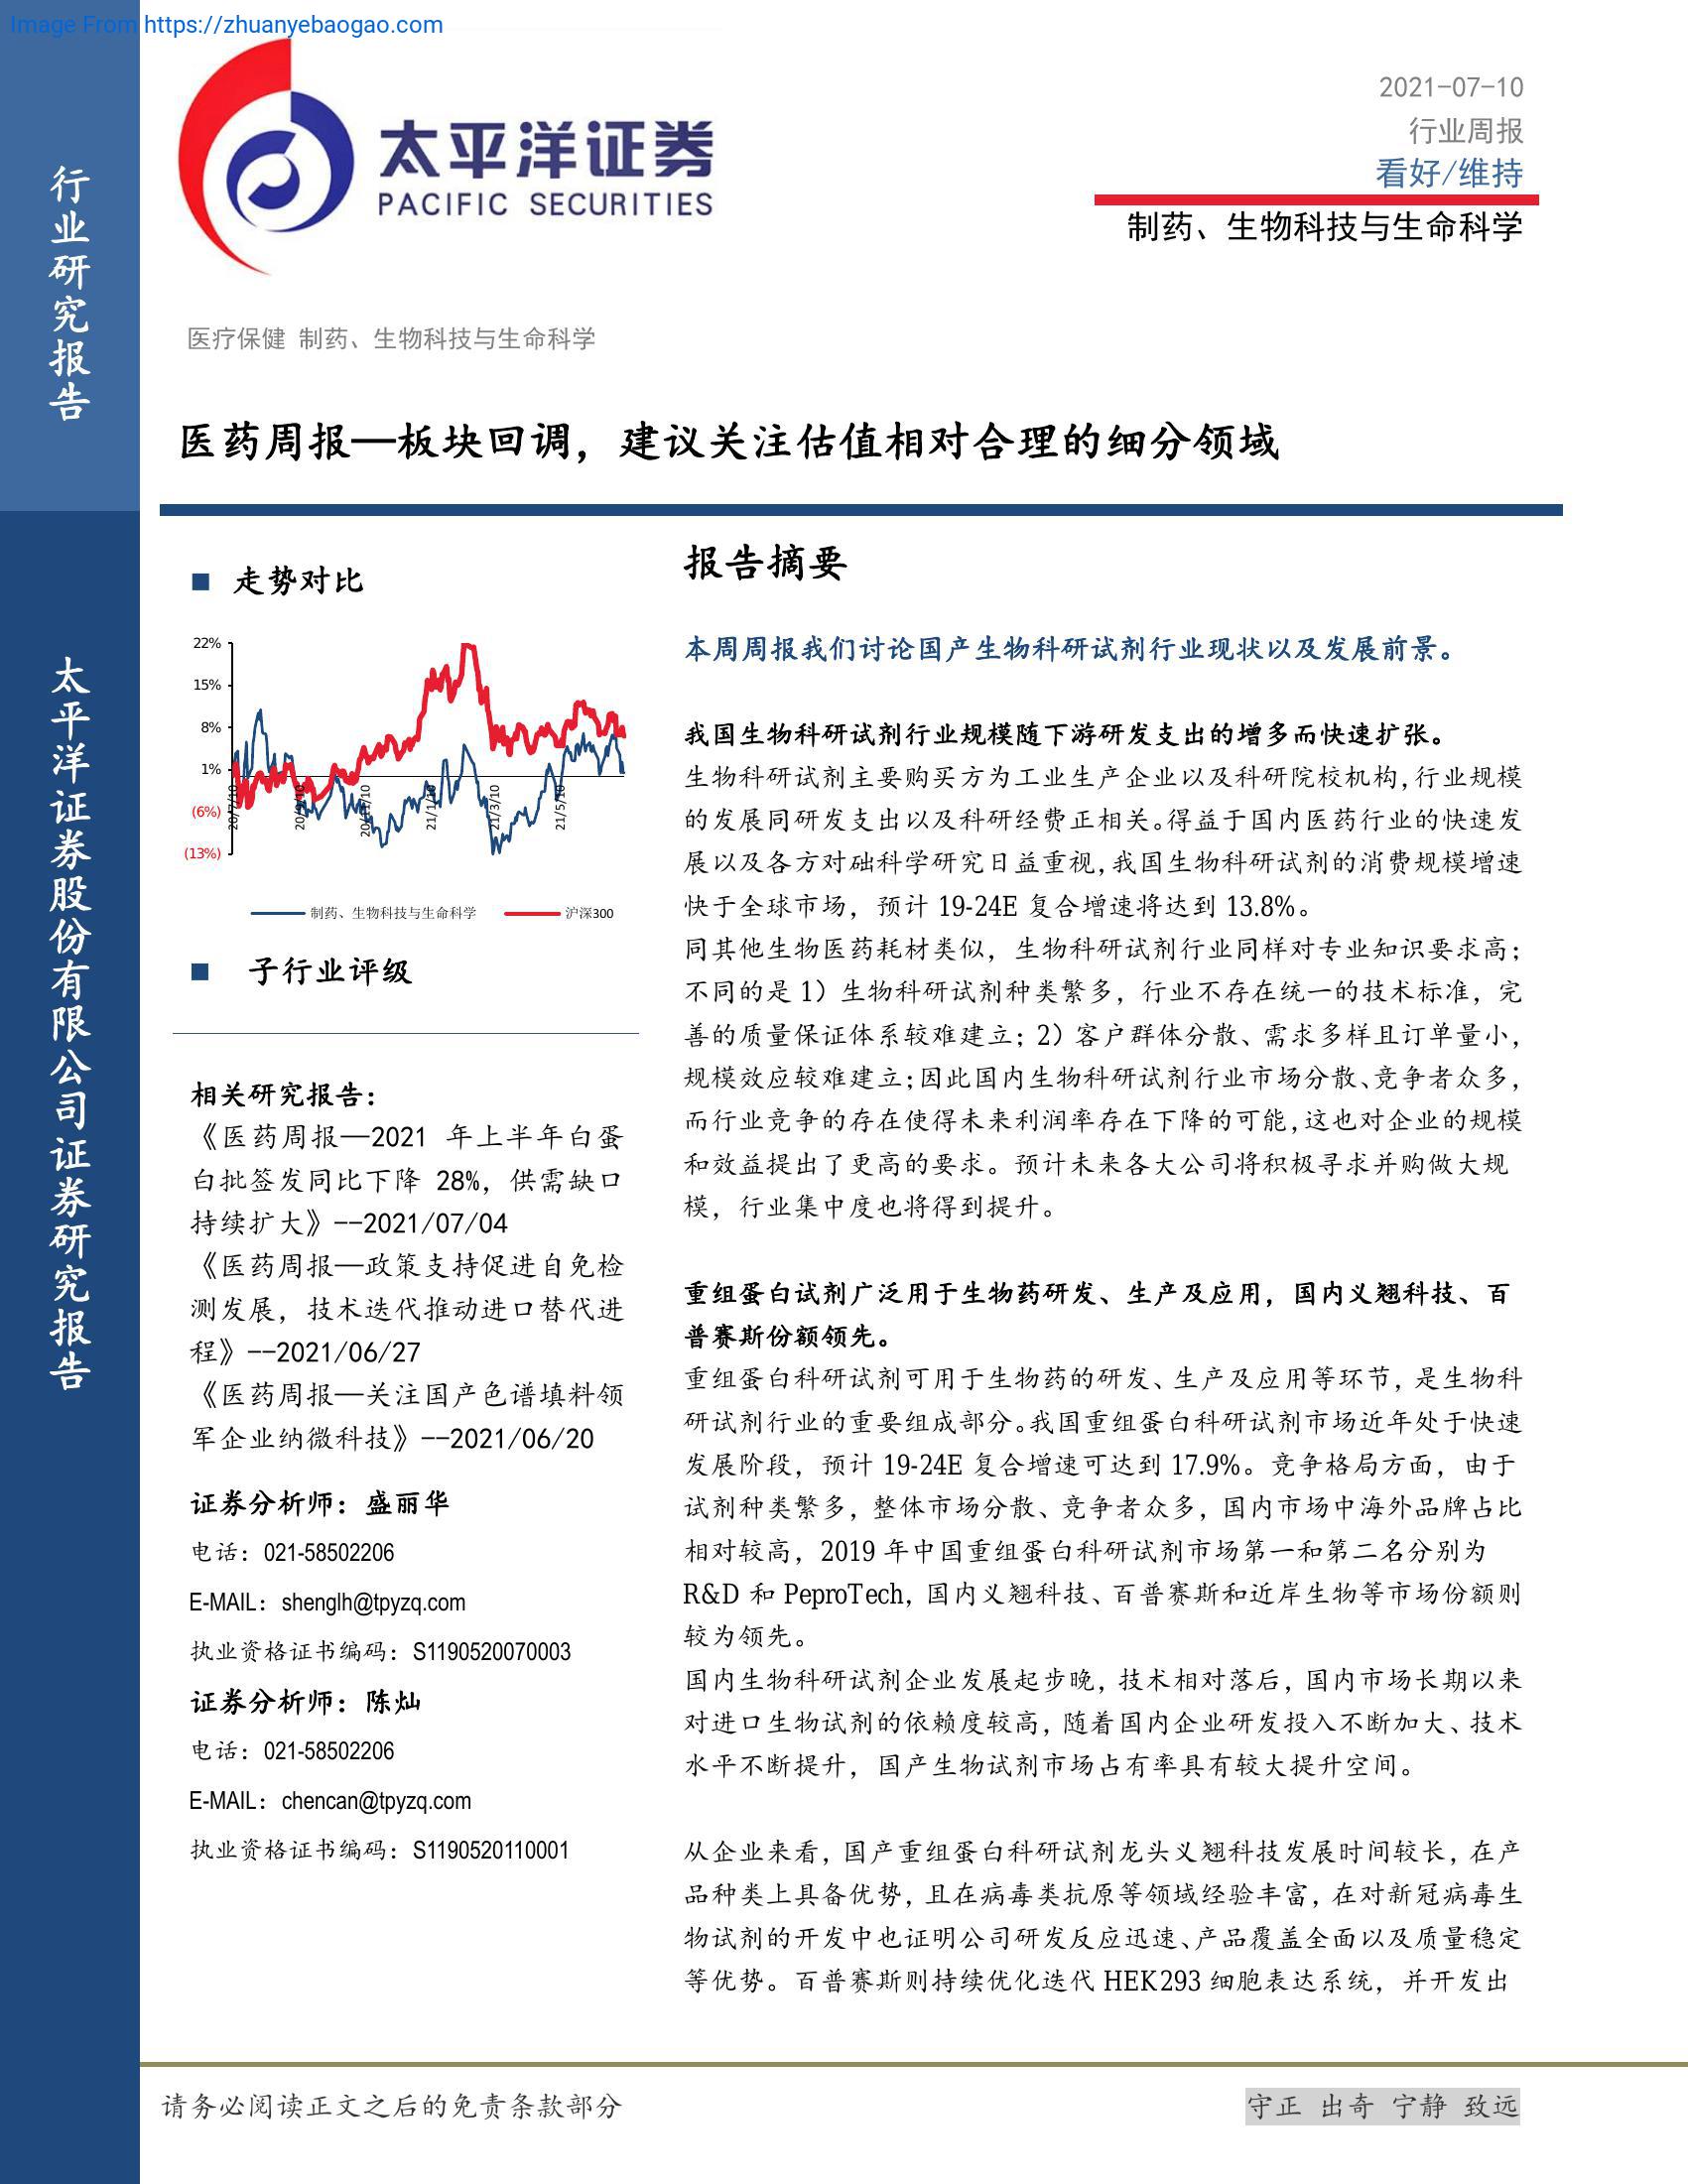 Image From https://zhuanyebaogao.com
行业研究报告
太平洋证券股份有限公司证券研究报告
太平洋证券
PACIFIC SECURITIES
2021-07-10
行业周报
看好/维持
制药、生物科技与生命科学
医疗保健 制药、生物科技与生命科学
医药周报—板块回调，建议关注估值相对合理的细分领域
■ 走势对比
22%
15%
8%
1%
(6%)
(13%)
20/7/10
20/9/10
20/11/10
21/1/10
21/3/10
21/5/10
制药、生物科技与生命科学 沪深300
■ 子行业评级
相关研究报告：
《医药周报—2021 年上半年白蛋
白批签发同比下降 28%，供需缺口
持续扩大》--2021/07/04
《医药周报—政策支持促进自免检
测发展，技术迭代推动进口替代进
程》--2021/06/27
《医药周报—关注国产色谱填料领
军企业纳微科技》--2021/06/20
证券分析师：盛丽华
电话：021-58502206
E-MAIL：shenglh@tpyzq.com
执业资格证书编码：S1190520070003
证券分析师：陈灿
电话：021-58502206
E-MAIL：chencan@tpyzq.com
执业资格证书编码：S1190520110001
报告摘要
本周周报我们讨论国产生物科研试剂行业现状以及发展前景。
我国生物科研试剂行业规模随下游研发支出的增多而快速扩张。
生物科研试剂主要购买方为工业生产企业以及科研院校机构，行业规模
的发展同研发支出以及科研经费正相关。得益于国内医药行业的快速发
展以及各方对础科学研究日益重视，我国生物科研试剂的消费规模增速
快于全球市场，预计 19-24E 复合增速将达到 13.8%。
同其他生物医药耗材类似，生物科研试剂行业同样对专业知识要求高；
不同的是 1）生物科研试剂种类繁多，行业不存在统一的技术标准，完
善的质量保证体系较难建立；2）客户群体分散、需求多样且订单量小，
规模效应较难建立；因此国内生物科研试剂行业市场分散、竞争者众多，
而行业竞争的存在使得未来利润率存在下降的可能，这也对企业的规模
和效益提出了更高的要求。预计未来各大公司将积极寻求并购做大规
模，行业集中度也将得到提升。
重组蛋白试剂广泛用于生物药研发、生产及应用，国内义翘科技、百
普赛斯份额领先。
重组蛋白科研试剂可用于生物药的研发、生产及应用等环节，是生物科
研试剂行业的重要组成部分。我国重组蛋白科研试剂市场近年处于快速
发展阶段，预计 19-24E 复合增速可达到 17.9%。竞争格局方面，由于
试剂种类繁多，整体市场分散、竞争者众多，国内市场中海外品牌占比
相对较高，2019 年中国重组蛋白科研试剂市场第一和第二名分别为
R&D 和 PeproTech，国内义翘科技、百普赛斯和近岸生物等市场份额则
较为领先。
国内生物科研试剂企业发展起步晚，技术相对落后，国内市场长期以来
对进口生物试剂的依赖度较高，随着国内企业研发投入不断加大、技术
水平不断提升，国产生物试剂市场占有率具有较大提升空间。
从企业来看，国产重组蛋白科研试剂龙头义翘科技发展时间较长，在产
品种类上具备优势，且在病毒类抗原等领域经验丰富，在对新冠病毒生
物试剂的开发中也证明公司研发反应迅速、产品覆盖全面以及质量稳定
等优势。百普赛斯则持续优化迭代 HEK293 细胞表达系统，并开发出
请务必阅读正文之后的免责条款部分
守正 出奇 宁静 致远